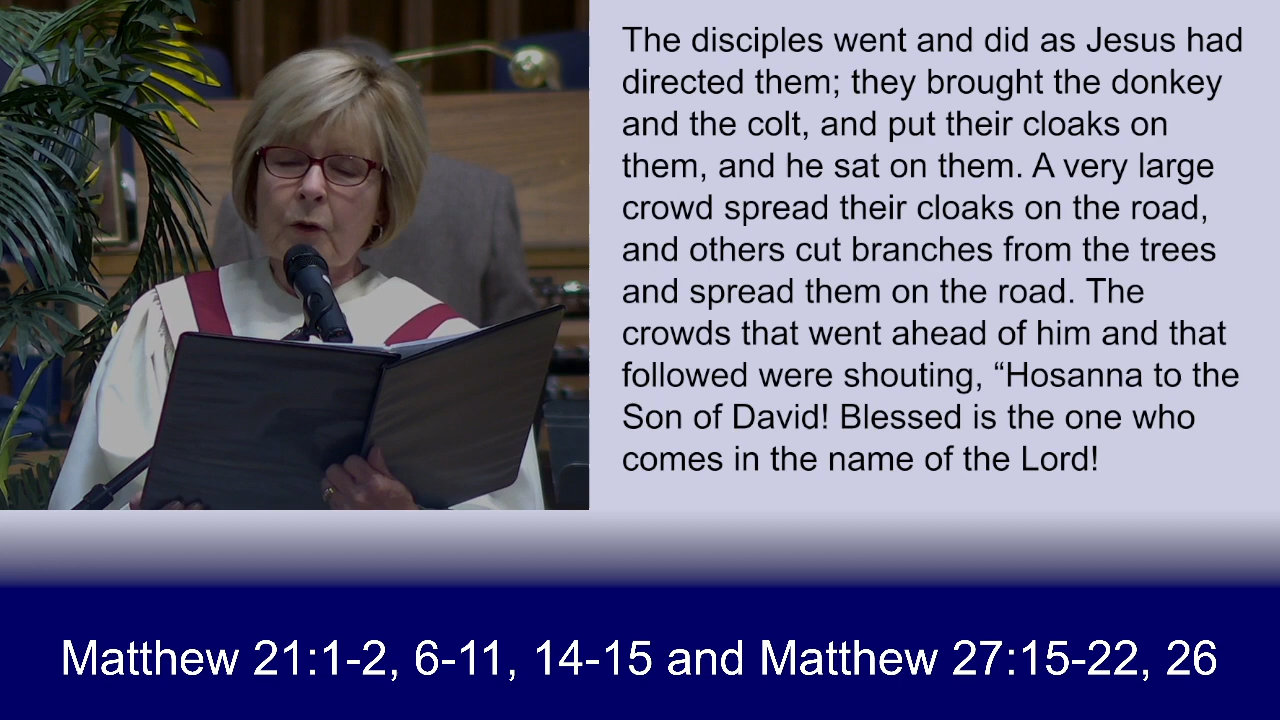 The disciples went and did as Jesus had
directed them; they brought the donkey
and the colt, and put their cloaks on
them, and he sat on them. A very large
crowd spread their cloaks on the road,
and others cut branches from the trees
and spread them on the road. The
crowds that went ahead of him and that
followed were shouting, “Hosanna to the
Son of David! Blessed is the one who
comes in the name of the Lord!
Matthew 21:1-2, 6-11, 14-15 and Matthew 27:15-22, 26